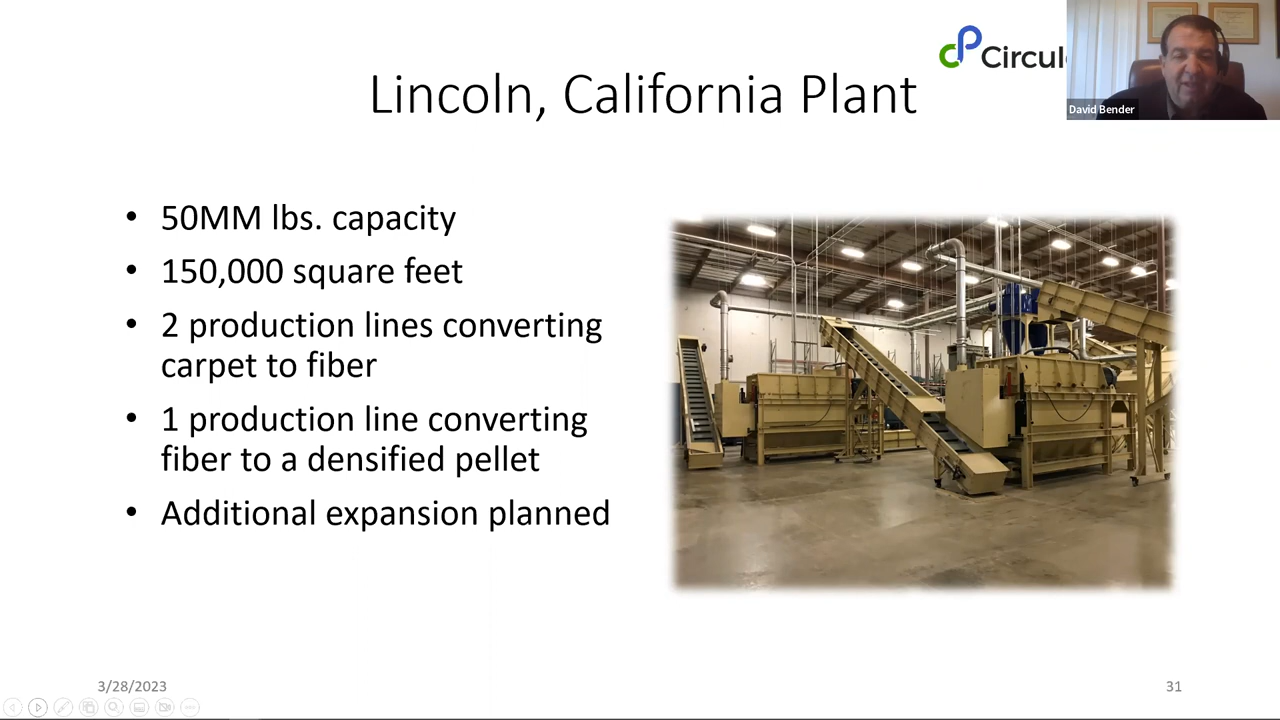 Circul
David Bender
Lincoln, California Plant
• 50MM lbs. capacity
• 150,000 square feet
• 2 production lines converting
carpet to fiber
• 1 production line converting
fiber to a densified pellet
• Additional expansion planned
3/28/2023
31